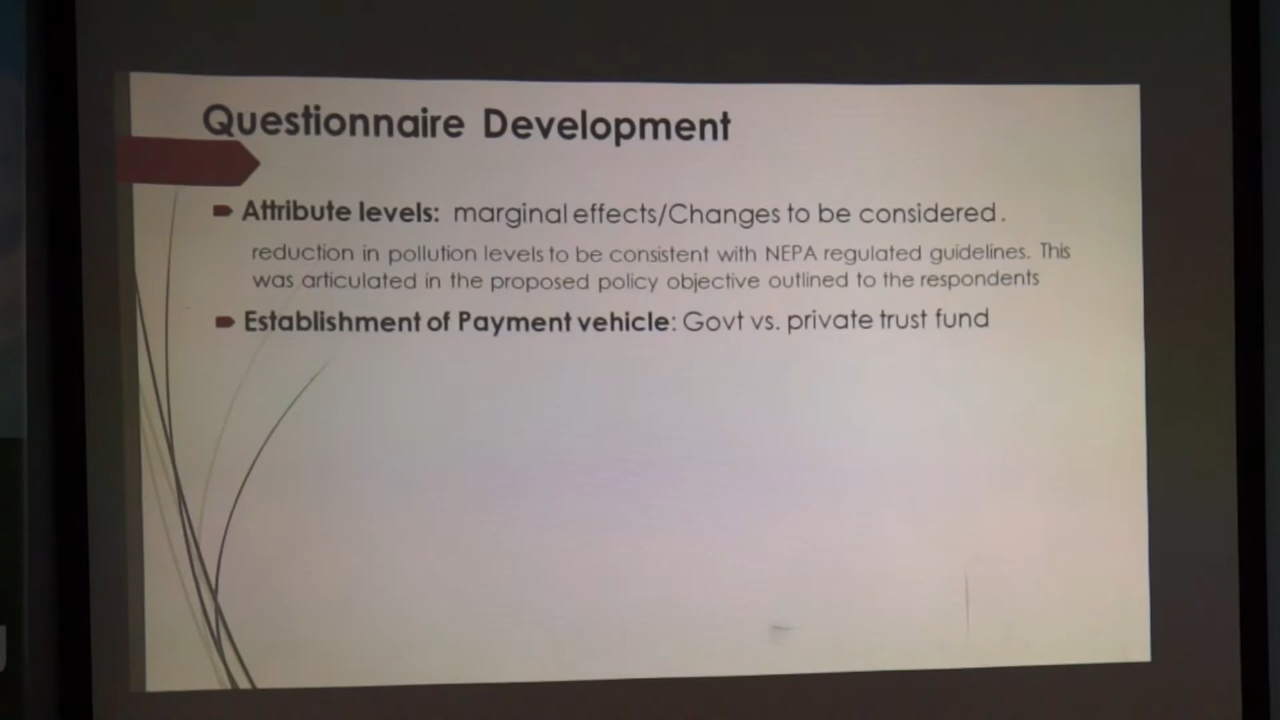 Questionnaire Development
Attribute levels: marginal effects/Changes to be considered.
reduction in pollution levels to be consistent with NEPA regulated guidelines. This
was articulated in the proposed policy objective outlined to the respondents
Establishment of Payment vehicle: Govt vs. private trust fund